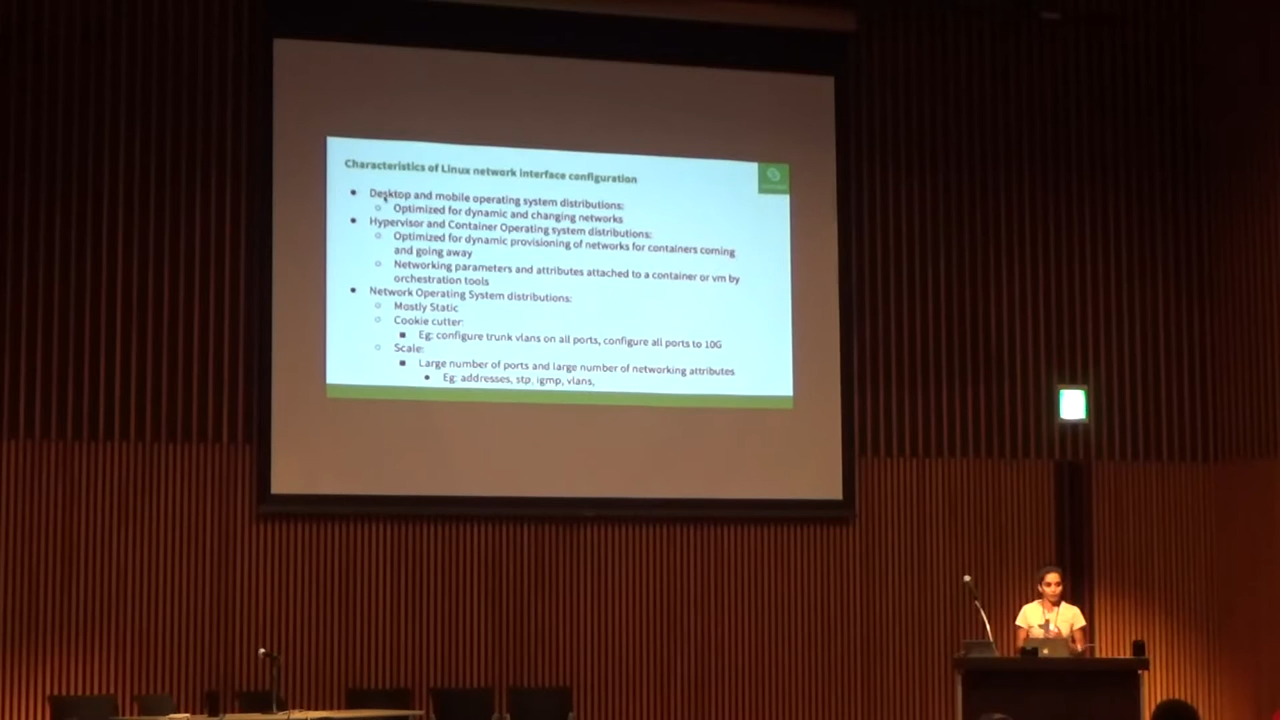 Characteristics of Linux network interface configuration
Desktop and mobile operating system distributions:
Optimized for dynamic and changing networks
Hypervisor and Container Operating system distributions:
Optimized for dynamic provisioning of networks for containers coming
and going away
Networking parameters and attributes attached to a container or vm by
orchestration tools
Network Operating System distributions:
Mostly Static
Cookie cutter:
Eg: configure trunk vlans on all ports, configure all ports to 10G
Scale:
Large number of ports and large number of networking attributes
Eg: addresses, stp, igmp, vlans,